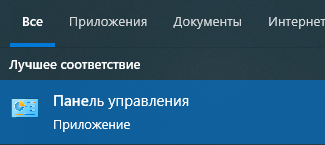 Все Приложения Документы Интернет
Лучшее соответствие
Панель управления
Приложение